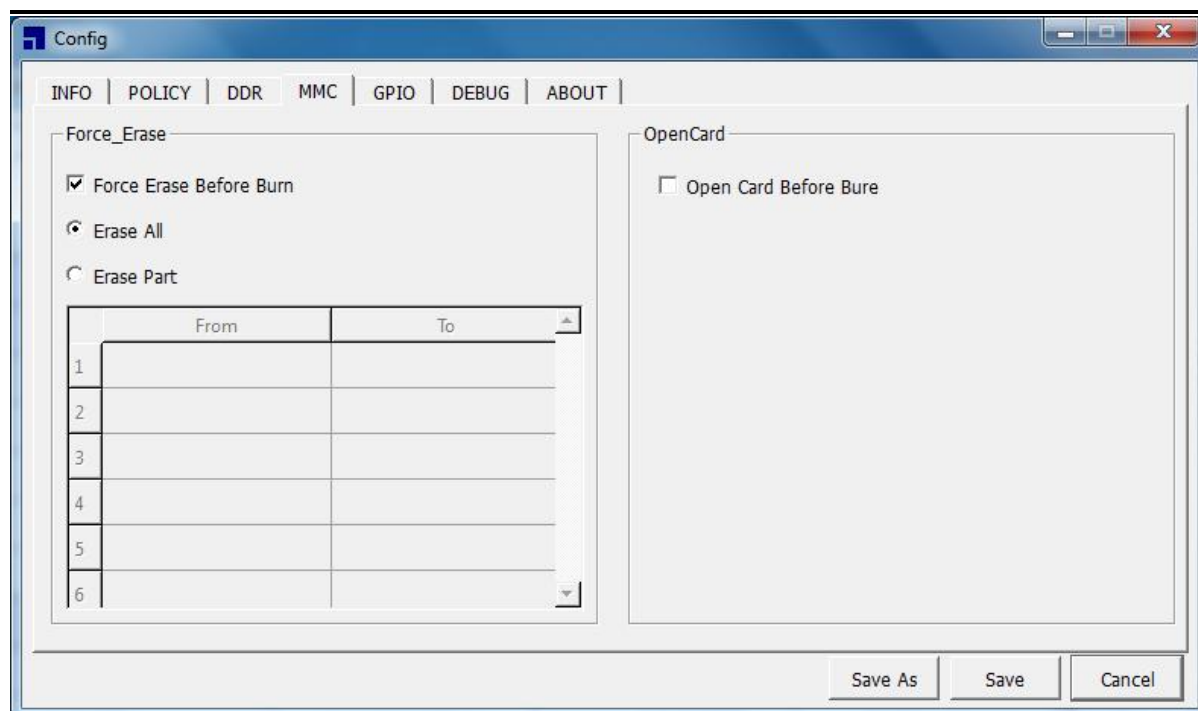 Config
INFO POLICY DDR MMC GPIO DEBUG ABOUT
Force_Erase
Force Erase Before Burn
Erase All
Erase Part
From To
1
2
3
4
5
6
OpenCard
Open Card Before Bure
Save As Save Cancel